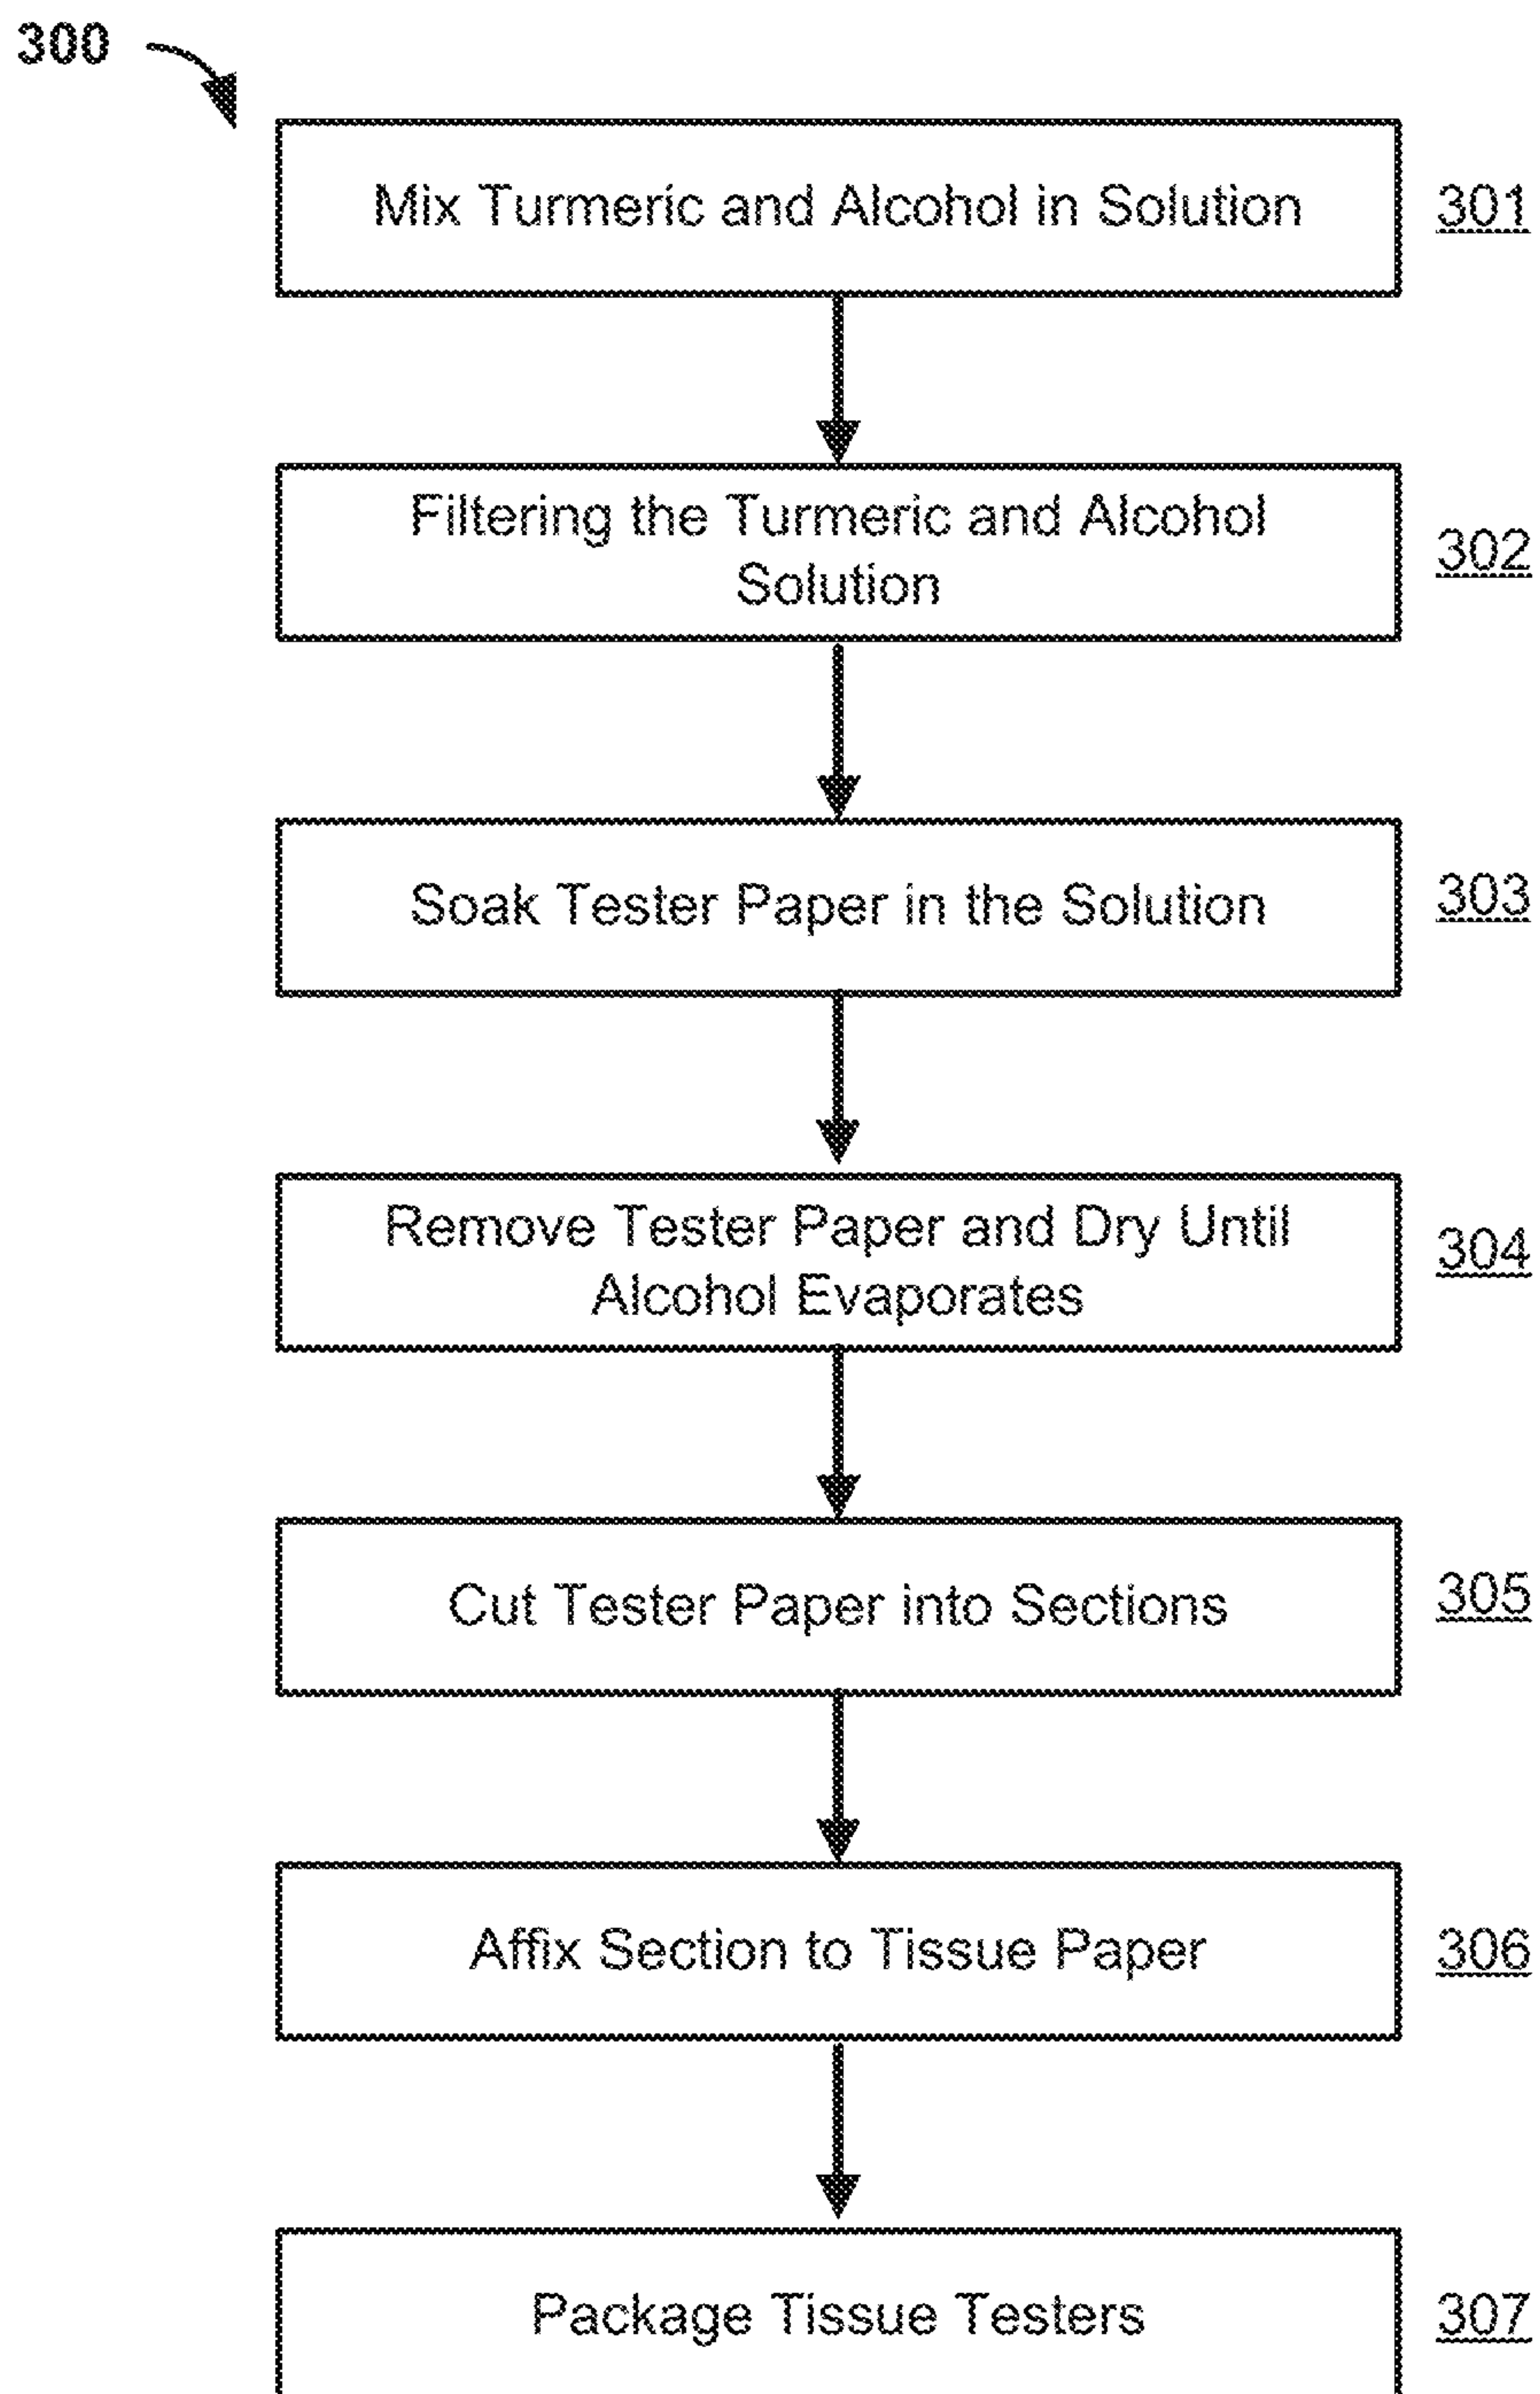 300
Mix Turmeric and Alcohol in Solution
301
Filtering the Turmeric and Alcohol
Solution
302
Soak Tester Paper in the Solution
303
Remove Tester Paper and Dry Until
Alcohol Evaporates
304
Cut Tester Paper into Sections
305
Affix Section to Tissue Paper
306
Package Tissue Testers
307